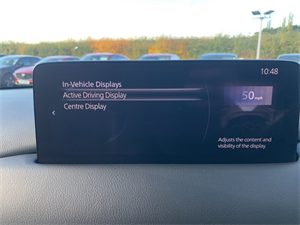 10:48
In-Vehicle Displays
Active Driving Display
Centre Display
50 mph
Adjusts the content and
visibility of the display.